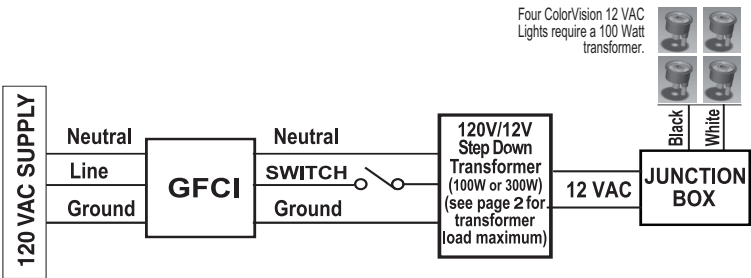 Four ColorVision 12 VAC
Lights require a 100 Watt
transformer.
120 VAC SUPPLY
Neutral
Line
Ground
GFCI
Neutral
SWITCH
Ground
120V/12V
Step Down
Transformer
(100W or 300W)
(see page 2 for
transformer
load maximum)
12 VAC
Black
White
JUNCTION
BOX